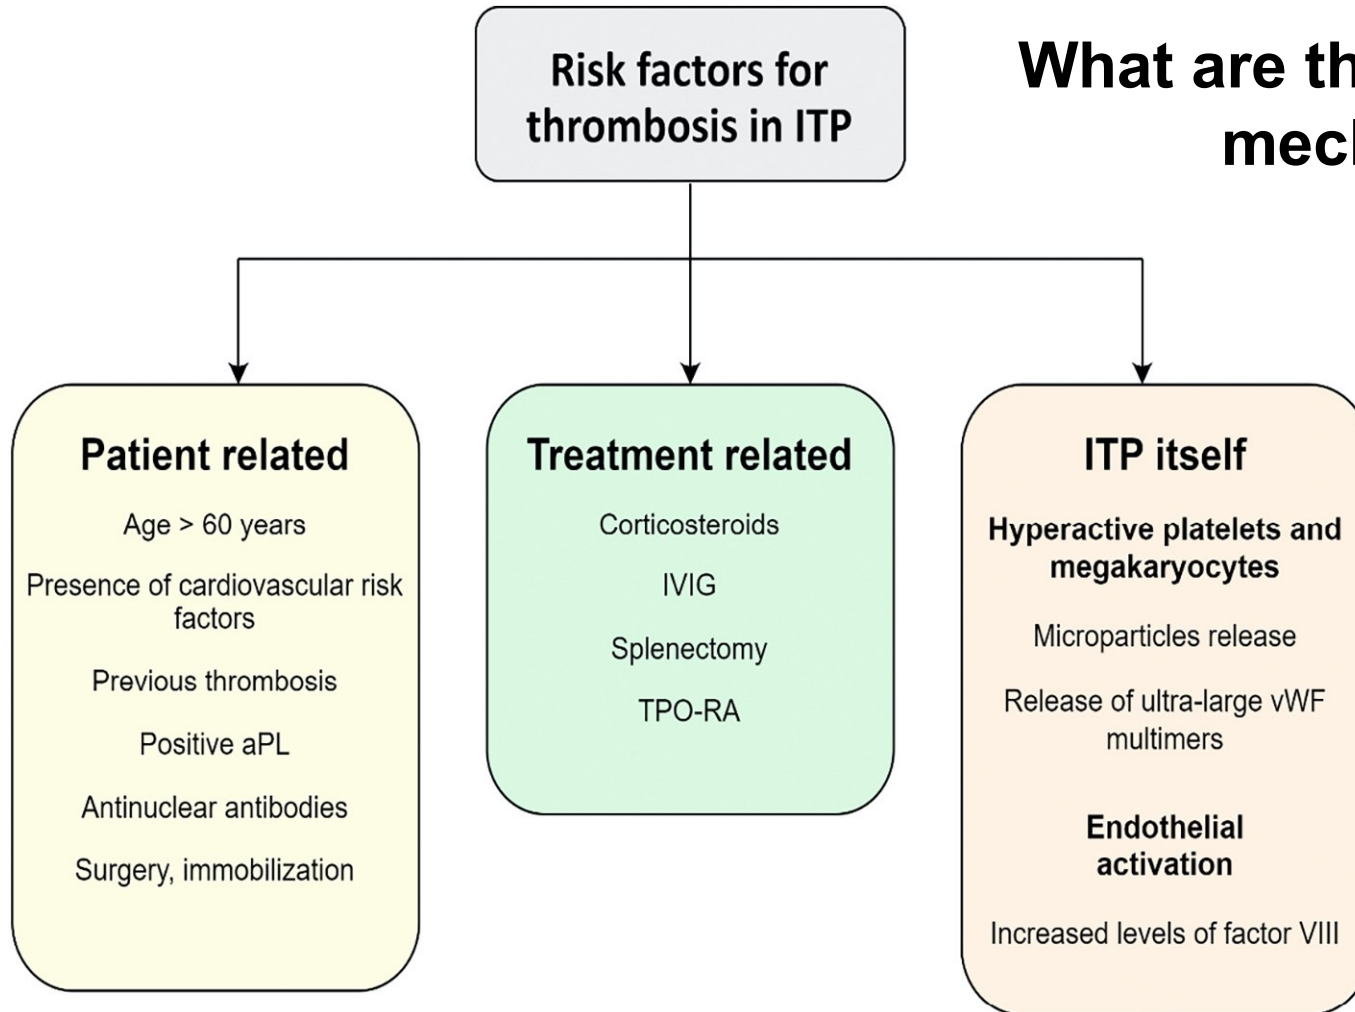 Risk factors for
thrombosis in ITP
What are
Patient related
Age > 60 years
Presence of cardiovascular risk
factors
Previous thrombosis
Positive aPL
Antinuclear antibodies
Surgery, immobilization
Treatment related
Corticosteroids
IVIG
Splenectomy
TPO-RA
ITP itself
Hyperactive platelets and
megakaryocytes
Microparticles release
Release of ultra-large vWF
multimers
Endothelial
activation
Increased levels of factor VIII